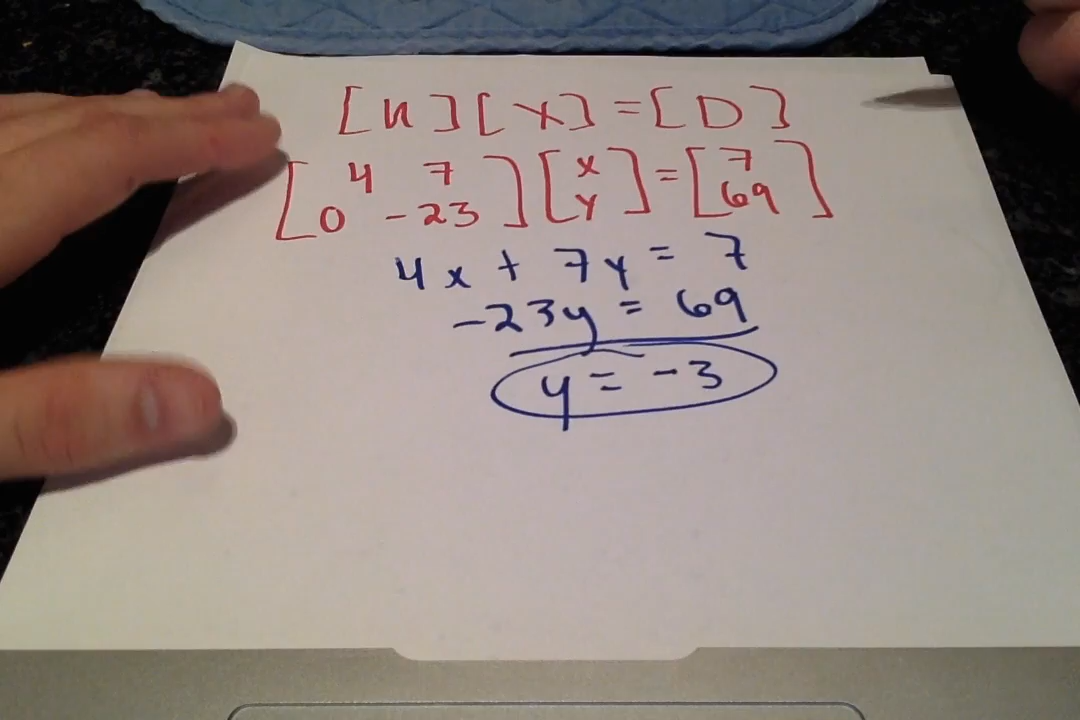 [U][X]=[D]
[4 7
0 -23][x
y]=[7
69]
4x + 7y = 7
-23y = 69
y = -3